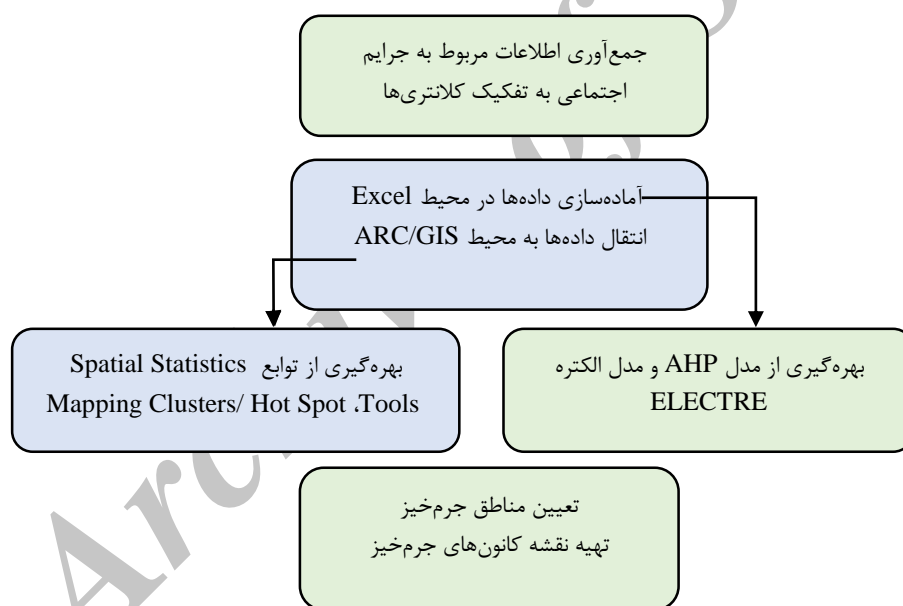 جمع‌آوری اطلاعات مربوط به جرایم
اجتماعی به تفکیک کلانتری‌ها
آماده‌سازی داده‌ها در محیط Excel
انتقال داده‌ها به محیط ARC/GIS
بهره‌گیری از مدل AHP و مدل الکتره
ELECTRE
بهره‌گیری از توابع Spatial Statistics
Mapping Clusters/ Hot Spot ،Tools
تعیین مناطق جرم‌خیز
تهیه نقشه کانون‌های جرم‌خیز